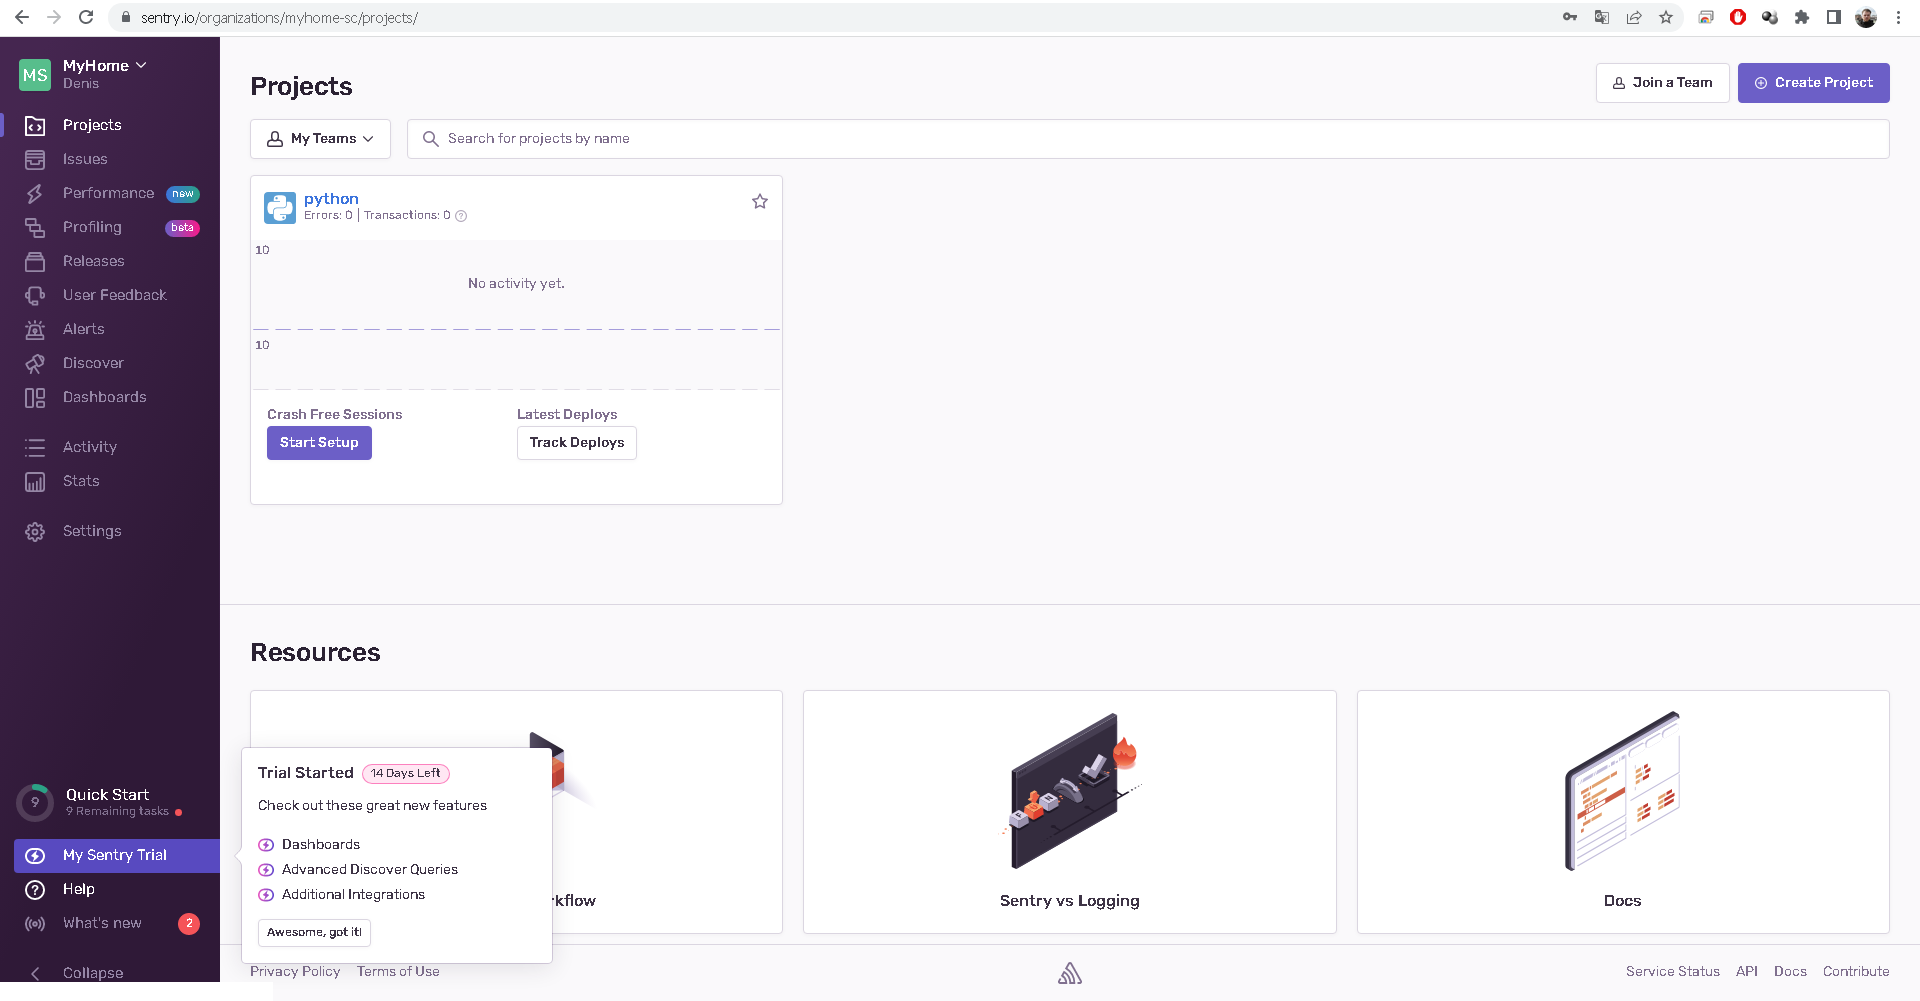 sentry.io/organizations/myhome-sc/projects/
MS
MyHome
Denis
Projects
Issues
Performance new
Profiling beta
Releases
User Feedback
Alerts
Discover
Dashboards
Activity
Stats
Settings
9
Quick Start
9 Remaining tasks
My Sentry Trial
Help
What's new 2
Collapse
Projects
Join a Team
Create Project
My Teams
Search for projects by name
python
Errors: 0 | Transactions: 0
10
No activity yet.
10
Crash Free Sessions
Start Setup
Latest Deploys
Track Deploys
Resources
Trial Started 14 Days Left
Check out these great new features
Dashboards
Advanced Discover Queries
Additional Integrations
Awesome, got it!
rkflow
Sentry vs Logging
Docs
Privacy Policy
Terms of Use
Service Status
API
Docs
Contribute